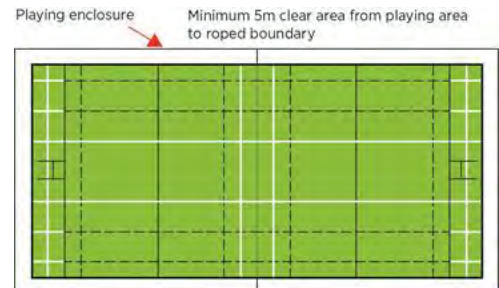 Playing enclosure
Minimum 5m clear area from playing area
to roped boundary